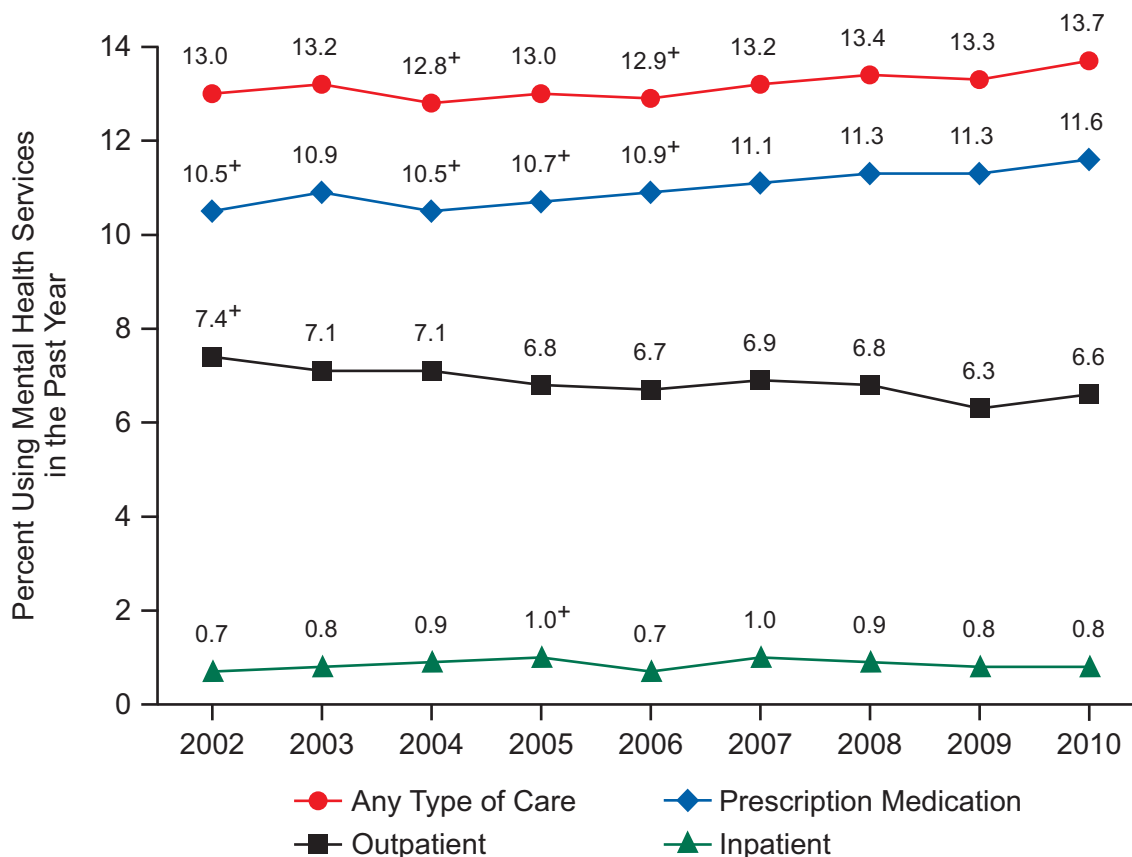 Percent Using Mental Health Services
in the Past Year
14
12
10
8
6
4
2
0
13.0 13.2 12.8+ 13.0 12.9+ 13.2 13.4 13.3 13.7
10.5+ 10.9 10.5+ 10.7+ 10.9+ 11.1 11.3 11.3 11.6
7.4+ 7.1 7.1 6.8 6.7 6.9 6.8 6.3 6.6
0.7 0.8 0.9 1.0+ 0.7 1.0 0.9 0.8 0.8
2002 2003 2004 2005 2006 2007 2008 2009 2010
Any Type of Care Prescription Medication
Outpatient Inpatient